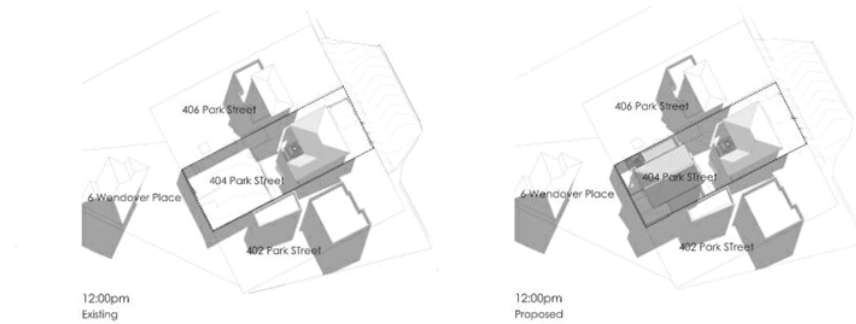 406 Park Street
404 Park STreet
6 Wendover Place
402 Park STreet
12:00pm
Existing
406 Park Street
404 Park STreet
6 Wendover Place
402 Park STreet
12:00pm
Proposed